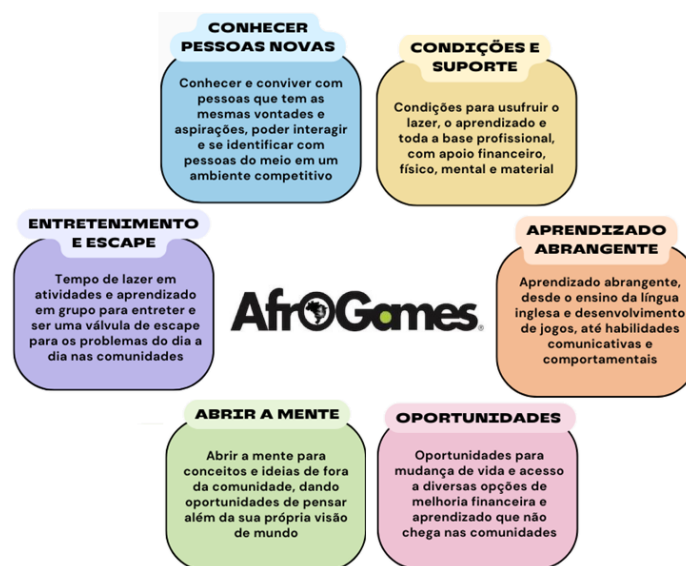 CONHECER
PESSOAS NOVAS
Conhecer e conviver com
pessoas que tem as
mesmas vontades e
aspirações, poder interagir
e se identificar com
pessoas do meio em um
ambiente competitivo
CONDIÇÕES E
SUPORTE
Condições para usufruir o
lazer, o aprendizado e
toda a base profissional,
com apoio financeiro,
físico, mental e material
ENTRETENIMENTO
E ESCAPE
Tempo de lazer em
atividades e aprendizado
em grupo para entreter e
ser uma válvula de escape
para os problemas do dia a
dia nas comunidades
AfroGames®
APRENDIZADO
ABRANGENTE
Aprendizado abrangente,
desde o ensino da língua
inglesa e desenvolvimento
de jogos, até habilidades
comunicativas e
comportamentais
ABRIR A MENTE
Abrir a mente para
conceitos e ideias de fora
da comunidade, dando
oportunidades de pensar
além da sua própria visão
de mundo
OPORTUNIDADES
Oportunidades para
mudança de vida e acesso
a diversas opções de
melhoria financeira e
aprendizado que não
chega nas comunidades